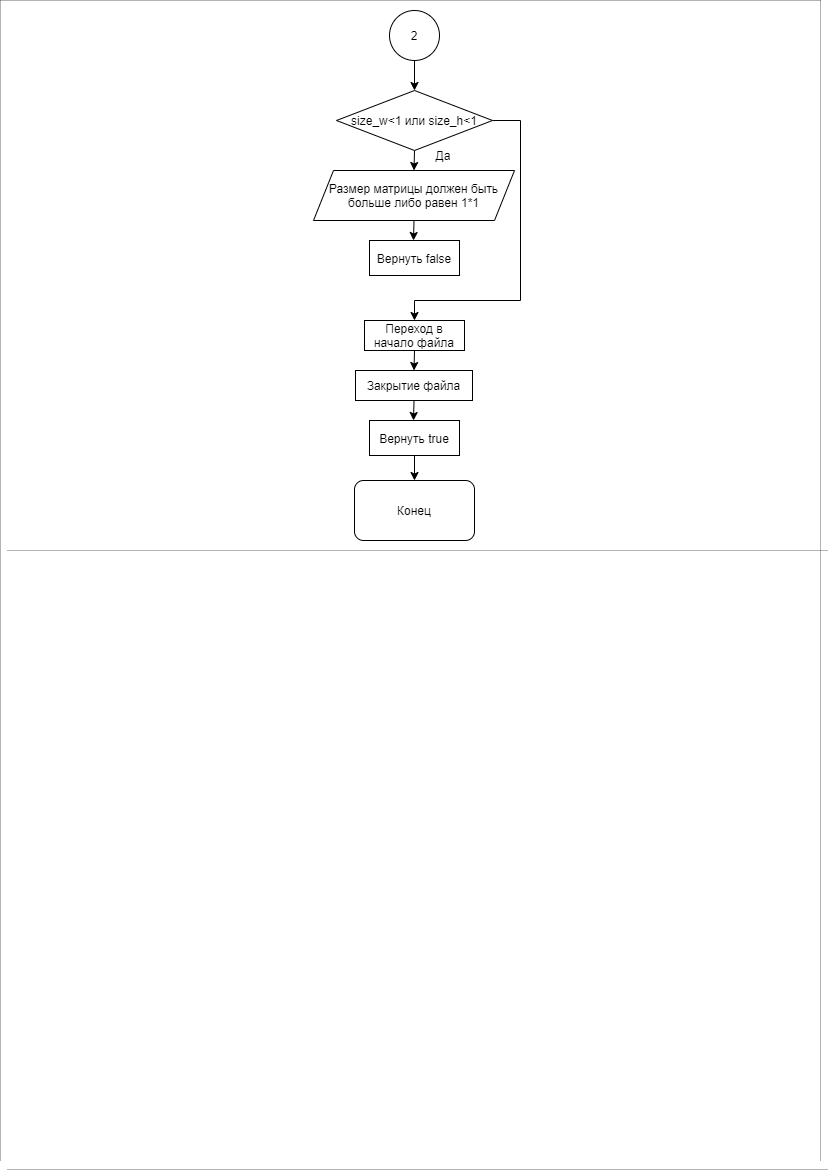 2
size_w<1 или size_h<1
Да
Размер матрицы должен быть
больше либо равен 1*1
Вернуть false
Переход в
начало файла
Закрытие файла
Вернуть true
Конец